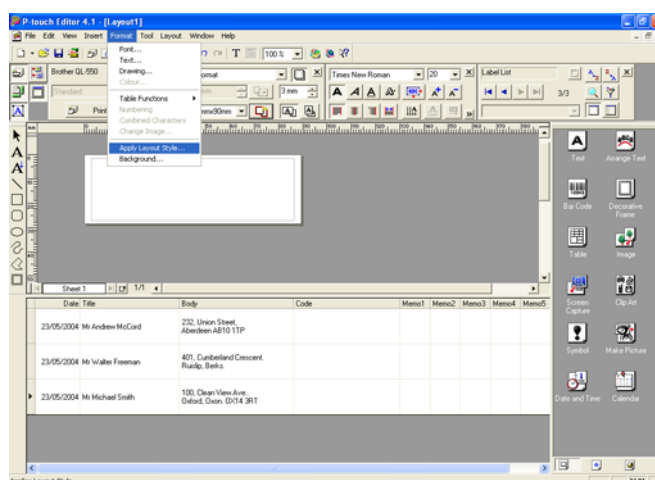 P-touch Editor 4.1 - [Layout1]
File Edit View Insert Format Tool Layout Window Help
100 %
Font...
Text...
Drawing...
Colour...
Table Functions
Numbering
Combined Characters
Change Image...
Apply Layout Style...
Background...
Brother QL-550
Standard
Print
3 mm
Times New Roman
20
Label List
3/3
Sheet 1
1/1
Date Title Body Code Memo1 Memo2 Memo3 Memo4 Memo5
23/05/2004 Mr Andrew McCord 232, Union Street,
Aberdeen AB10 1TP
23/05/2004 Mr Walter Freeman 401, Cumberland Crescent.
Ruislip, Berks.
23/05/2004 Mr Michael Smith 100, Dean View Ave..
Oxford, Oxon. OX14 3RT
Text Arrange Text
Bar Code Decorative
Frame
Table Image
Screen
Capture
Clip Art
Symbol Make Picture
Date and Time Calendar